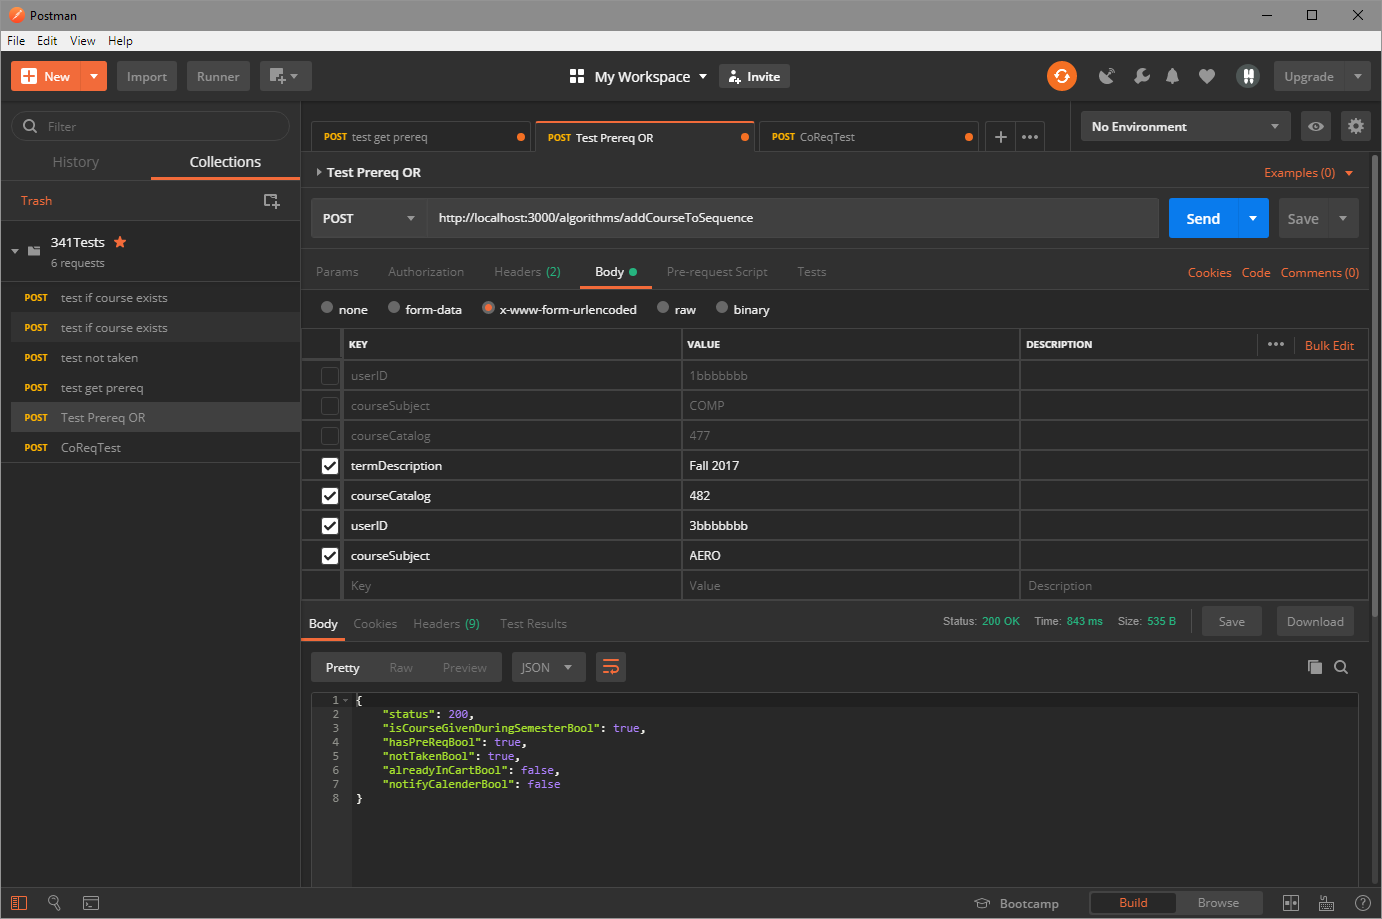 Postman
File Edit View Help
New Import Runner My Workspace Invite Upgrade
Filter
History Collections
Trash
341Tests
6 requests
POST test if course exists
POST test if course exists
POST test not taken
POST test get prereq
POST Test Prereq OR
POST CoReqTest
POST test get prereq POST Test Prereq OR POST CoReqTest No Environment
Test Prereq OR Examples (0)
POST http://localhost:3000/algorithms/addCourseToSequence Send Save
Params Authorization Headers (2) Body Pre-request Script Tests Cookies Code Comments (0)
none form-data x-www-form-urlencoded raw binary
KEY VALUE DESCRIPTION Bulk Edit
userID 1bbbbbbb
courseSubject COMP
courseCatalog 477
termDescription Fall 2017
courseCatalog 482
userID 3bbbbbbb
courseSubject AERO
Key Value Description
Body Cookies Headers (9) Test Results Status: 200 OK Time: 843 ms Size: 535 B Save Download
Pretty Raw Preview JSON
1 {
2 "status": 200,
3 "isCourseGivenDuringSemesterBool": true,
4 "hasPreReqBool": true,
5 "notTakenBool": true,
6 "alreadyInCartBool": false,
7 "notifyCalenderBool": false
8 }
Bootcamp Build Browse